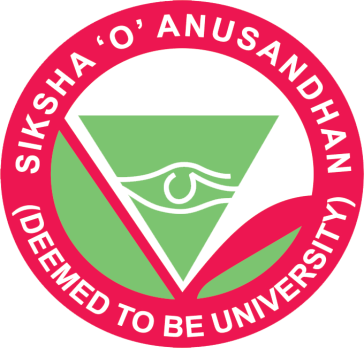 SIKSHA 'O' ANUSANDHAN
(DEEMED TO BE UNIVERSITY)